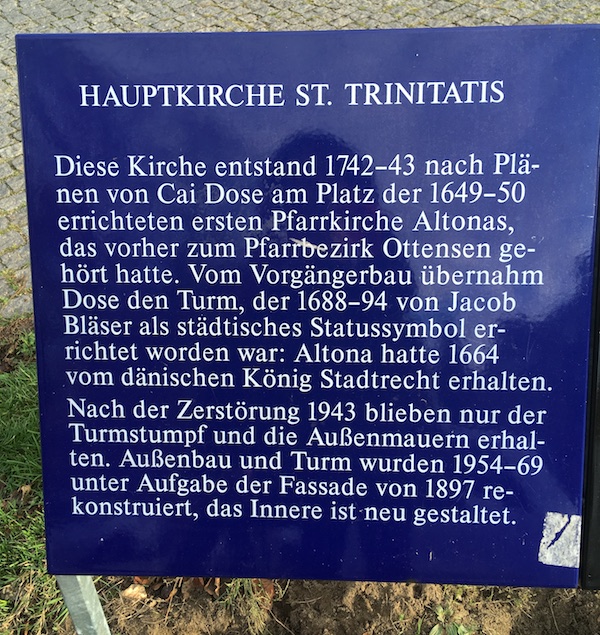 HAUPTKIRCHE ST. TRINITATIS
Diese Kirche entstand 1742–43 nach Plä-
nen von Cai Dose am Platz der 1649–50
errichteten ersten Pfarrkirche Altonas,
das vorher zum Pfarrbezirk Ottensen ge-
hört hatte. Vom Vorgängerbau übernahm
Dose den Turm, der 1688–94 von Jacob
Bläser als städtisches Statussymbol er-
richtet worden war: Altona hatte 1664
vom dänischen König Stadtrecht erhalten.
Nach der Zerstörung 1943 blieben nur der
Turmstumpf und die Außenmauern erhal-
ten. Außenbau und Turm wurden 1954–69
unter Aufgabe der Fassade von 1897 re-
konstruiert, das Innere ist neu gestaltet.